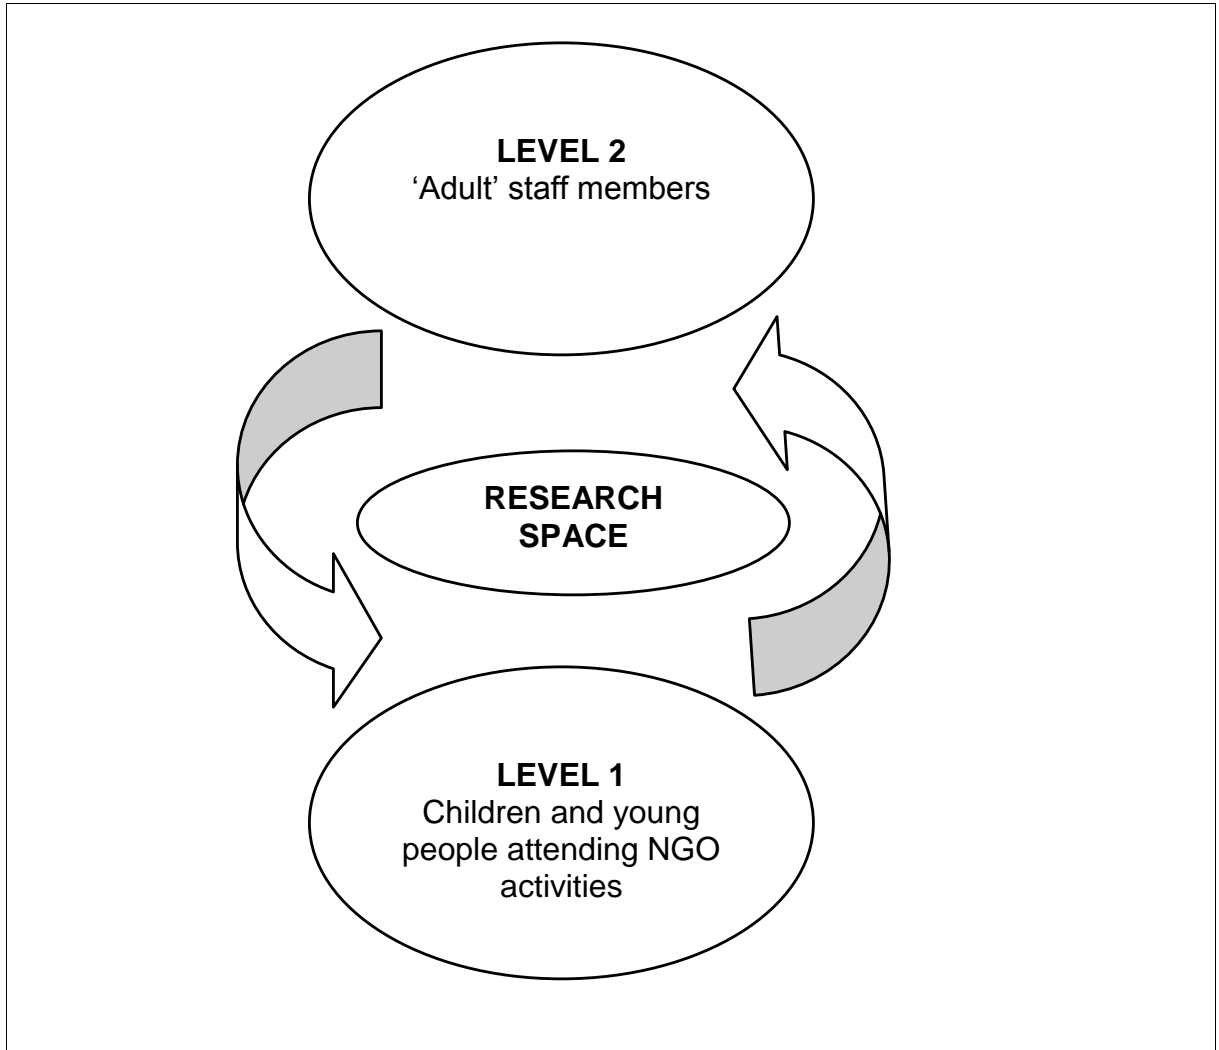 LEVEL 2
‘Adult’ staff members
RESEARCH
SPACE
LEVEL 1
Children and young
people attending NGO
activities